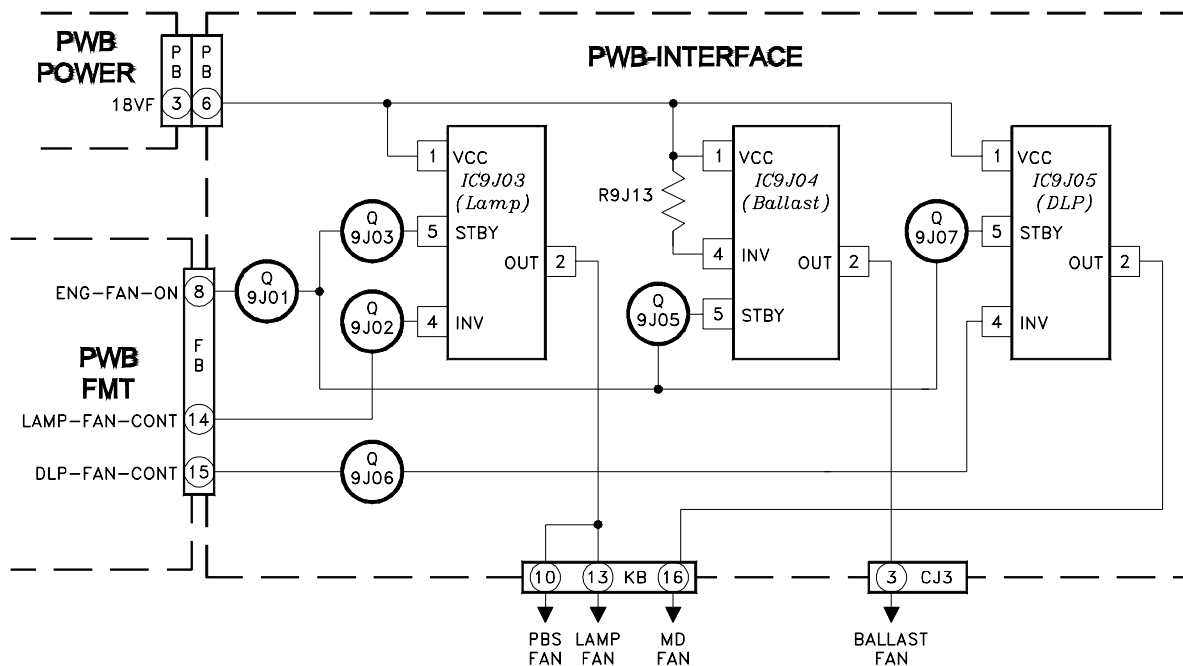 PWB
POWER
PB
PB
PWB-INTERFACE
18VF
3
6
1
VCC
IC9J03
(Lamp)
Q
9J03
5
STBY
OUT
2
Q
9J02
4
INV
R9J13
1
VCC
IC9J04
(Ballast)
4
INV
OUT
2
Q
9J05
5
STBY
1
VCC
IC9J05
(DLP)
Q
9J07
5
STBY
OUT
2
4
INV
ENG-FAN-ON
8
Q
9J01
FB
PWB
FMT
LAMP-FAN-CONT
14
DLP-FAN-CONT
15
Q
9J06
10
13
KB
16
3
CJ3
PBS
FAN
LAMP
FAN
MD
FAN
BALLAST
FAN